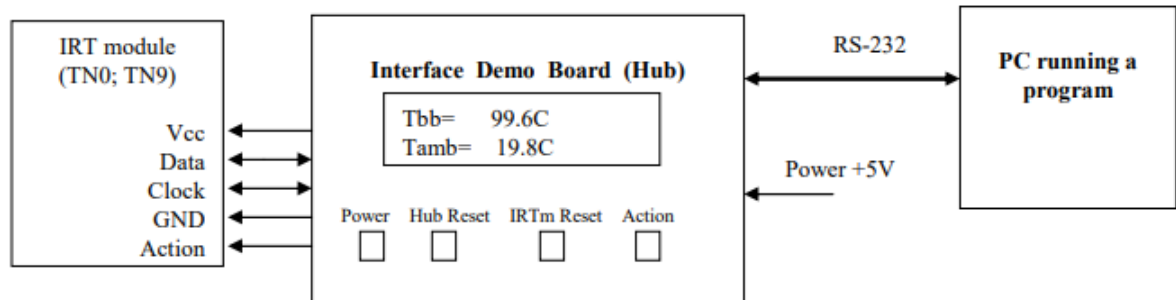 IRT module
(TN0; TN9)
Vcc
Data
Clock
GND
Action
Interface Demo Board (Hub)
Tbb= 99.6C
Tamb= 19.8C
Power Hub Reset IRTm Reset Action
RS-232
Power +5V
PC running a
program